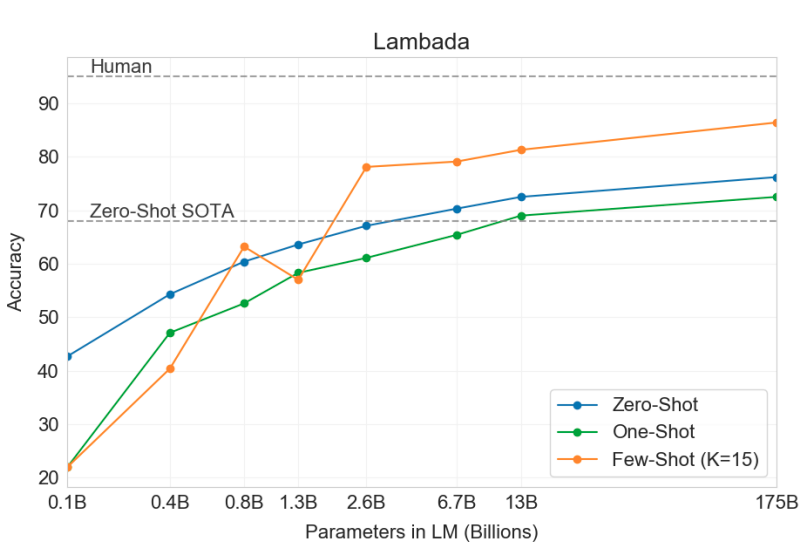 Lambada
Human
90
80
Zero-Shot SOTA
70
60
50
40
30
20
Accuracy
Zero-Shot
One-Shot
Few-Shot (K=15)
0.1B 0.4B 0.8B 1.3B 2.6B 6.7B 13B 175B
Parameters in LM (Billions)